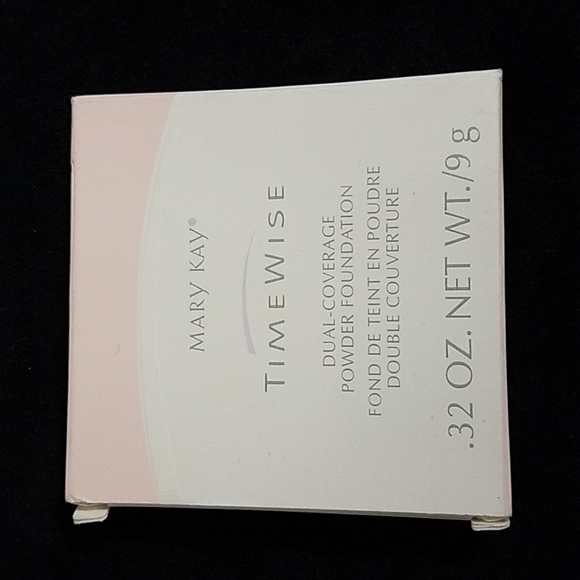 MARY KAY®
TIMEWISE
DUAL-COVERAGE
POWDER FOUNDATION
FOND DE TEINT EN POUDRE
DOUBLE COUVERTURE
.32 OZ. NET WT./9 g